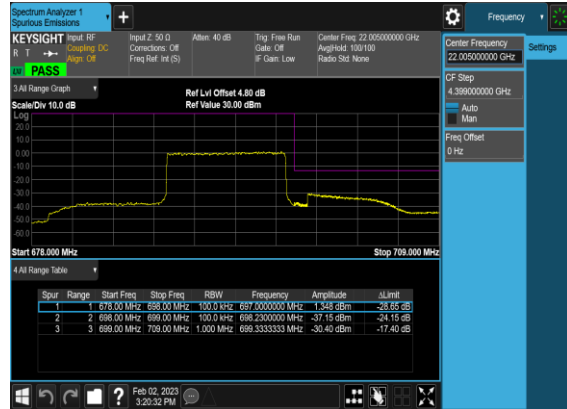 Spectrum Analyzer 1
Spurious Emissions
+
Frequency
KEYSIGHT
R T
LXI PASS
Input: RF
Coupling: DC
Align: Off
Input Z: 50 Ω
Corrections: Off
Freq Ref: Int (S)
Atten: 40 dB
Trig: Free Run
Gate: Off
IF Gain: Low
Center Freq: 22.005000000 GHz
Avg|Hold: 100/100
Radio Std: None
Center Frequency
22.005000000 GHz
Settings
CF Step
4.399000000 GHz
Auto
Man
Freq Offset
0 Hz
3 All Range Graph
Scale/Div 10.0 dB
Ref Lvl Offset 4.80 dB
Ref Value 30.00 dBm
Log
20.0
10.0
0.00
-10.0
-20.0
-30.0
-40.0
-50.0
-60.0
Start 678.000 MHz
Stop 709.000 MHz
4 All Range Table
Spur Range Start Freq Stop Freq RBW Frequency Amplitude ΔLimit
1 1 678.00 MHz 698.00 MHz 100.0 kHz 697.0000000 MHz 1.348 dBm -28.65 dB
2 2 698.00 MHz 699.00 MHz 100.0 kHz 698.2300000 MHz -37.15 dBm -24.15 dB
3 3 699.00 MHz 709.00 MHz 1.000 MHz 699.3333333 MHz -30.40 dBm -17.40 dB
?
Feb 02, 2023
3:20:32 PM